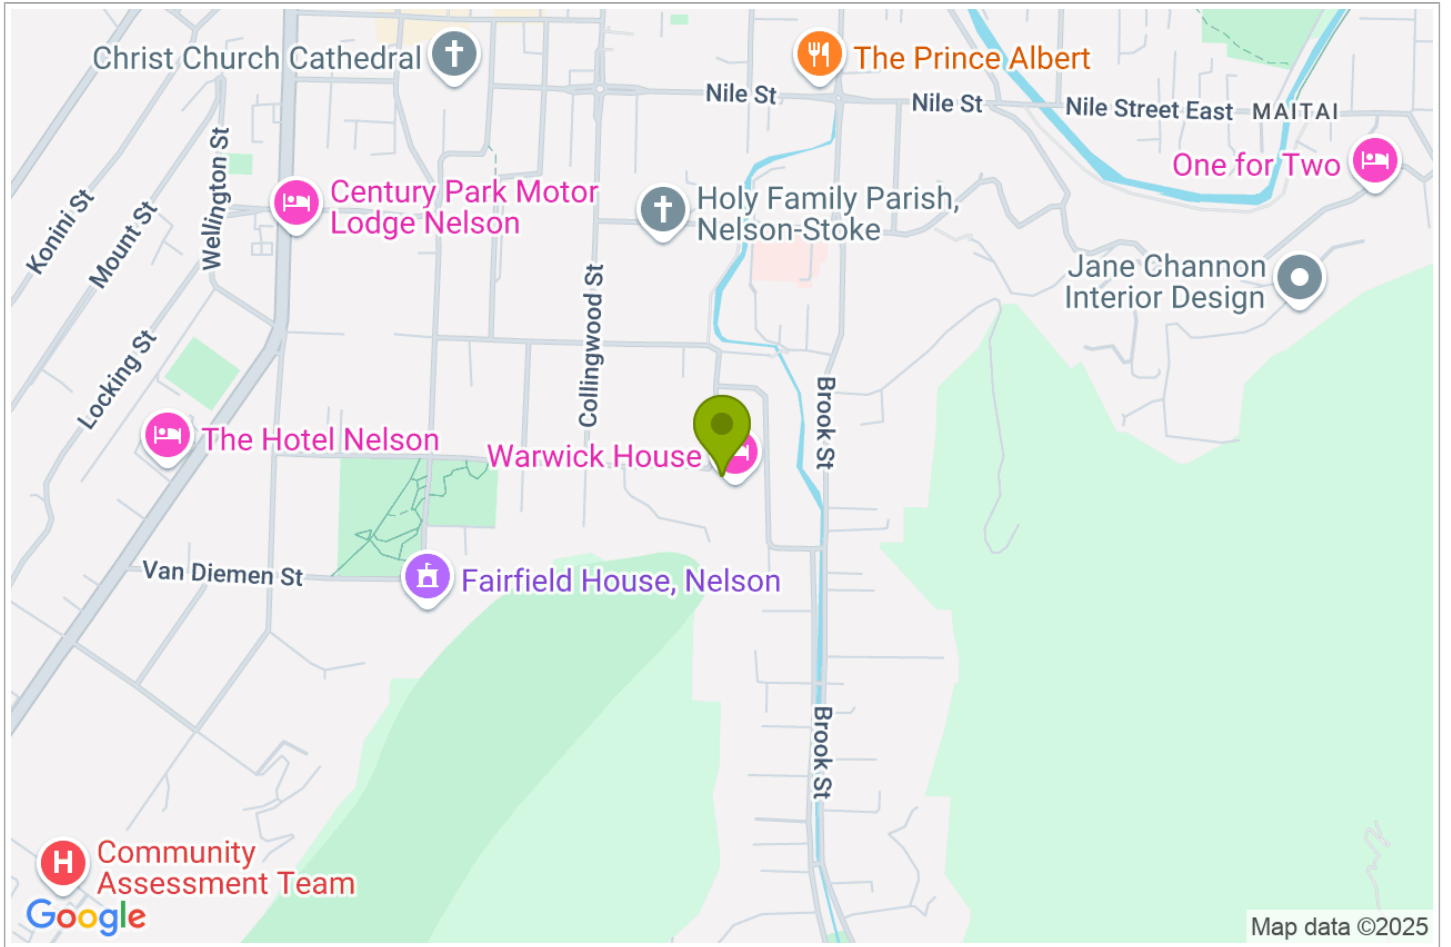 Christ Church Cathedral
The Prince Albert
Nile St
Nile St
Nile Street East
MAITAI
One for Two
Wellington St
Century Park Motor
Lodge Nelson
Holy Family Parish,
Nelson-Stoke
Konini St
Mount St
Jane Channon
Interior Design
Collingwood St
Locking St
Brook St
The Hotel Nelson
Warwick House
Van Diemen St
Fairfield House, Nelson
Brook St
H
Community
Assessment Team
Google
Map data ©2025